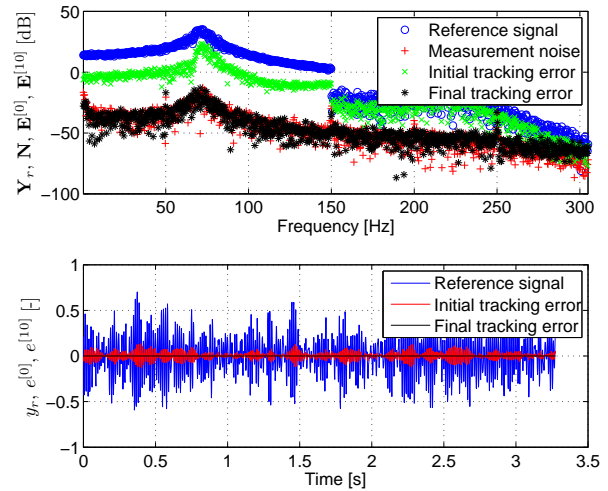 50
0
−50
−100
50
100
150
200
250
300
Y_r, N, E^[0], E^[10] [dB]
Frequency [Hz]
Reference signal
Measurement noise
Initial tracking error
Final tracking error
1
0.5
0
−0.5
−1
0
0.5
1
1.5
2
2.5
3
3.5
y_r, e^[0], e^[10] [-]
Time [s]
Reference signal
Initial tracking error
Final tracking error